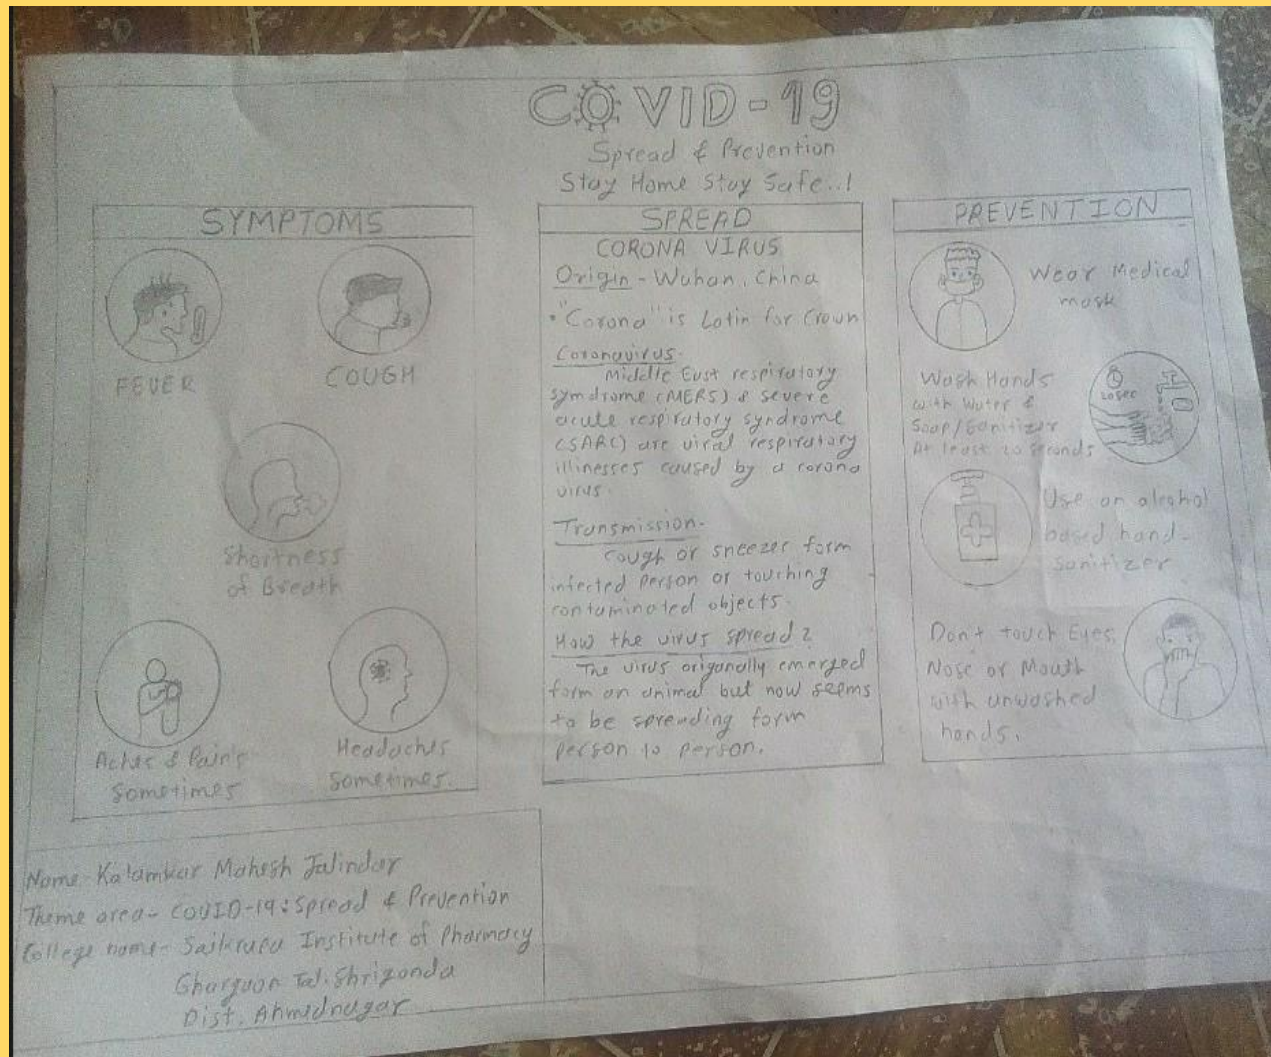 COVID-19
Spread & Prevention
Stay Home Stay Safe..!
SYMPTOMS
FEVER
COUGH
Shortness
of Breath
Aches & Pain's
Sometimes
Headaches
Sometimes.
SPREAD
CORONA VIRUS
Origin - Wuhan, China
• "Corona" is Latin for Crown
Coronavirus-
Middle East respiratory
symdrome (MERS) & severe
acute respiratory syndrome
(SARC) are viral respiratory
illinesses caused by a corona
virus.
Transmission-
Cough or sneezer form
infected person or touching
contaminated objects.
How the virus spread?
The virus origanally emerged
form an animal but now seems
to be spreading form
person to person.
PREVENTION
Wear Medical
mask
Wash Hands
with Water &
Soap/Sanitizer
At least 20 seconds
20 sec
Use an alcohol
based hand-
sanitizer
Don't touch Eyes,
Nose or Mouth
with unwashed
hands.
Name- Kalamkar Mahesh Jalindar
Theme area- COVID-19: Spread & Prevention
College name- Saikrupa Institute of Pharmacy
Ghargaon Tal. Shrigonda
Dist. Ahmednagar